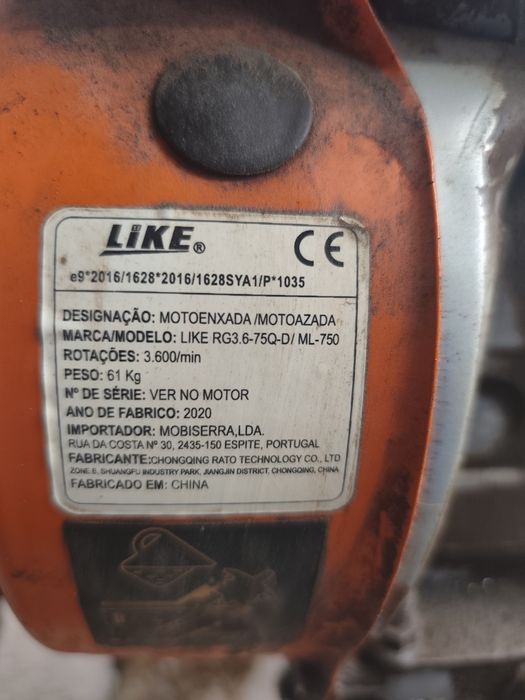 LiKE® CE
e9*2016/1628*2016/1628SYA1/P*1035
DESIGNAÇÃO: MOTOENXADA /MOTOAZADA
MARCA/MODELO: LIKE RG3.6-75Q-D/ ML-750
ROTAÇÕES: 3.600/min
PESO: 61 Kg
Nº DE SÉRIE: VER NO MOTOR
ANO DE FABRICO: 2020
IMPORTADOR: MOBISERRA,LDA.
RUA DA COSTA Nº 30, 2435-150 ESPITE, PORTUGAL
FABRICANTE:CHONGQING RATO TECHNOLOGY CO., LTD
ZONE B, SHUANGFU INDUSTRY PARK, JIANGJIN DISTRICT, CHONGQING, CHINA
FABRICADO EM: CHINA